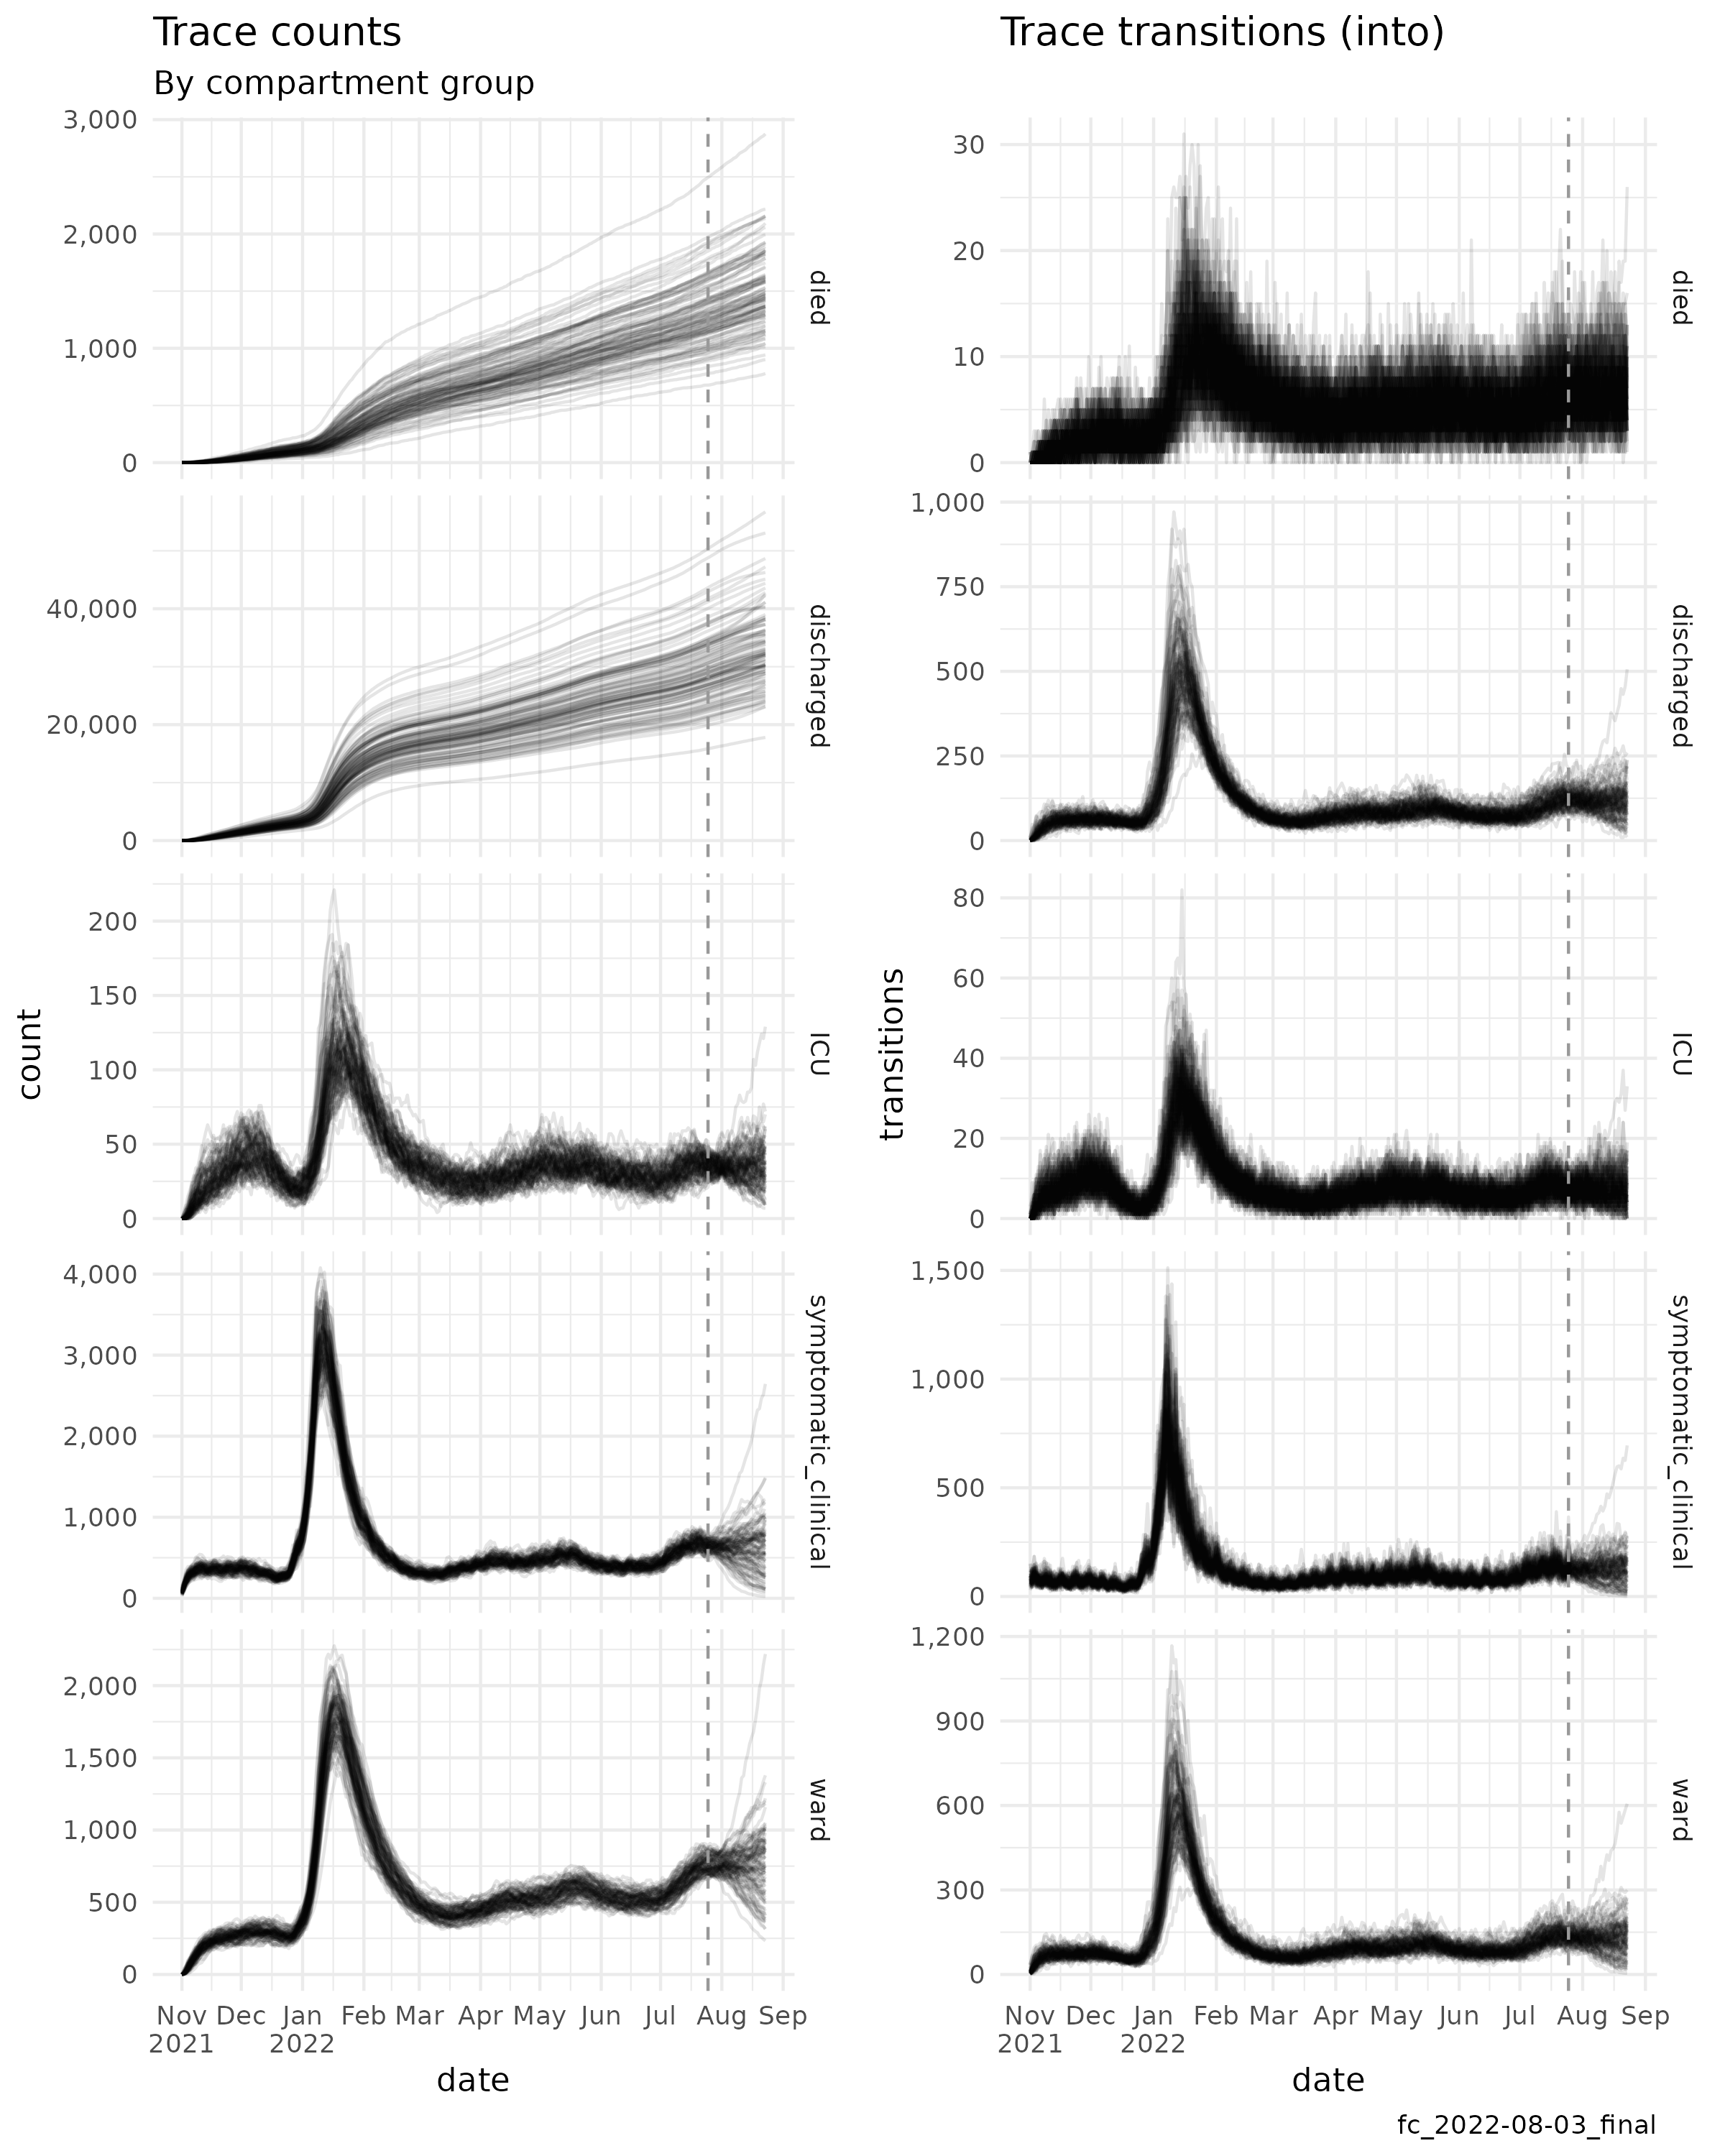 Trace counts
By compartment group
3,000
2,000
1,000
0
died
40,000
20,000
0
discharged
200
150
100
50
0
ICU
4,000
3,000
2,000
1,000
0
symptomatic_clinical
2,000
1,500
1,000
500
0
ward
count
Nov Dec Jan Feb Mar Apr May Jun Jul Aug Sep
2021 2022
date
Trace transitions (into)
30
20
10
0
died
1,000
750
500
250
0
discharged
80
60
40
20
0
ICU
1,500
1,000
500
0
symptomatic_clinical
1,200
900
600
300
0
ward
transitions
Nov Dec Jan Feb Mar Apr May Jun Jul Aug Sep
2021 2022
date
fc_2022-08-03_final